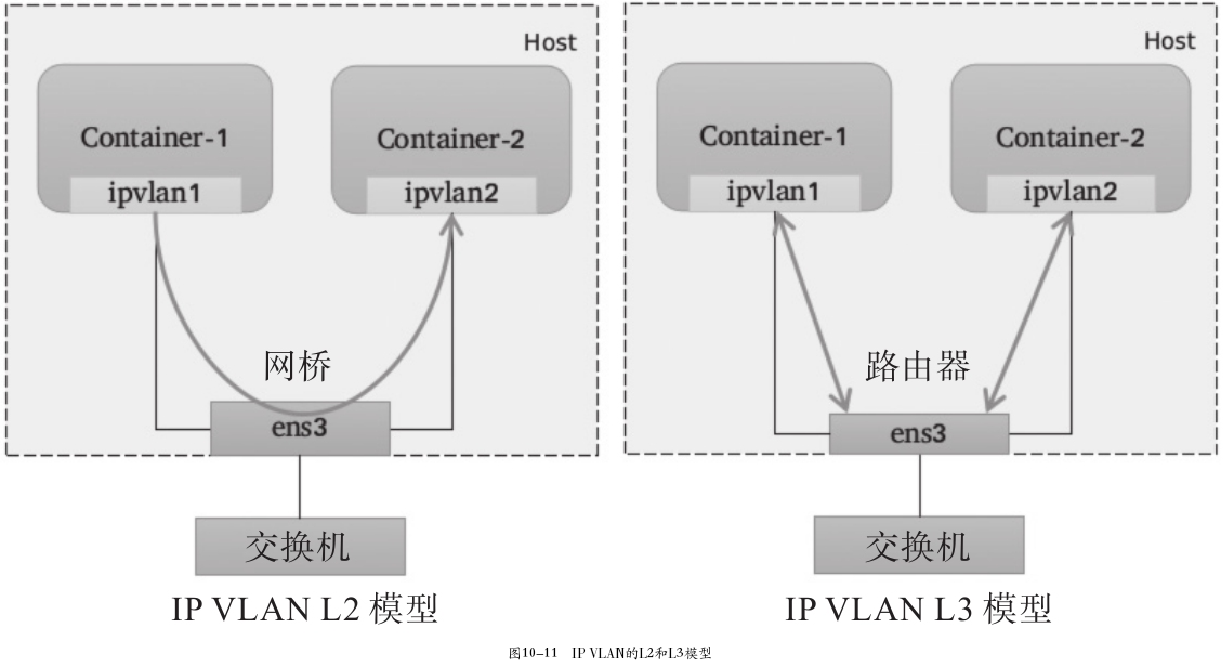 Host
Container-1
Container-2
ipvlan1
ipvlan2
网桥
ens3
交换机
IP VLAN L2 模型
Host
Container-1
Container-2
ipvlan1
ipvlan2
路由器
ens3
交换机
IP VLAN L3 模型
图10-11 IP VLAN的L2和L3模型